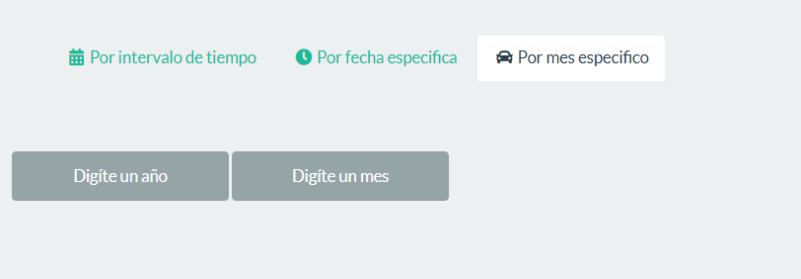 Por intervalo de tiempo
Por fecha especifica
Por mes especifico
Digíte un año
Digíte un mes